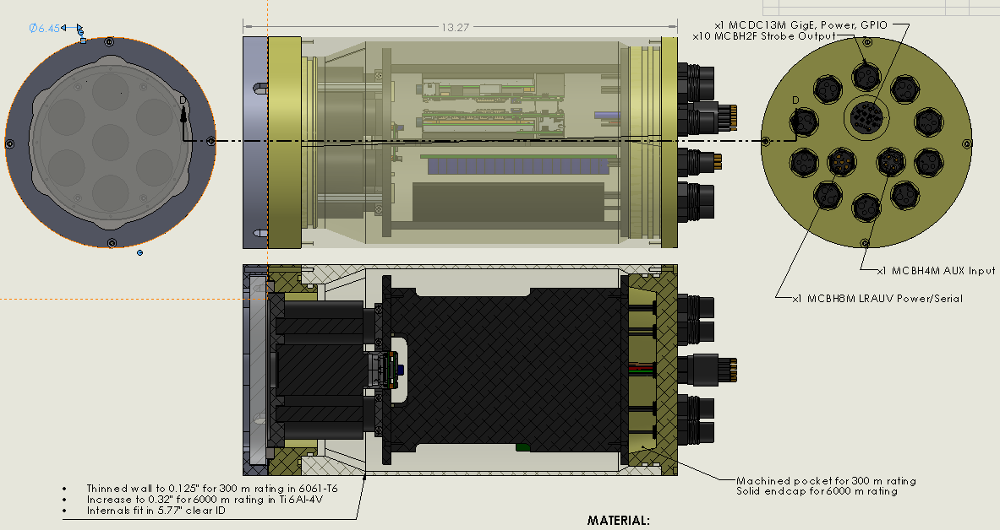 Ø6.45
13.27
x1 MCDC13M GigE, Power, GPIO
x10 MCBH2F Strobe Output
D
D
x1 MCBH4M AUX Input
x1 MCBH8M LRAUV Power/Serial
• Thinned wall to 0.125" for 300 m rating in 6061-T6
• Increase to 0.32" for 6000 m rating in Ti 6Al-4V
• Internals fit in 5.77" clear ID
Machined pocket for 300 m rating
Solid endcap for 6000 m rating
MATERIAL: